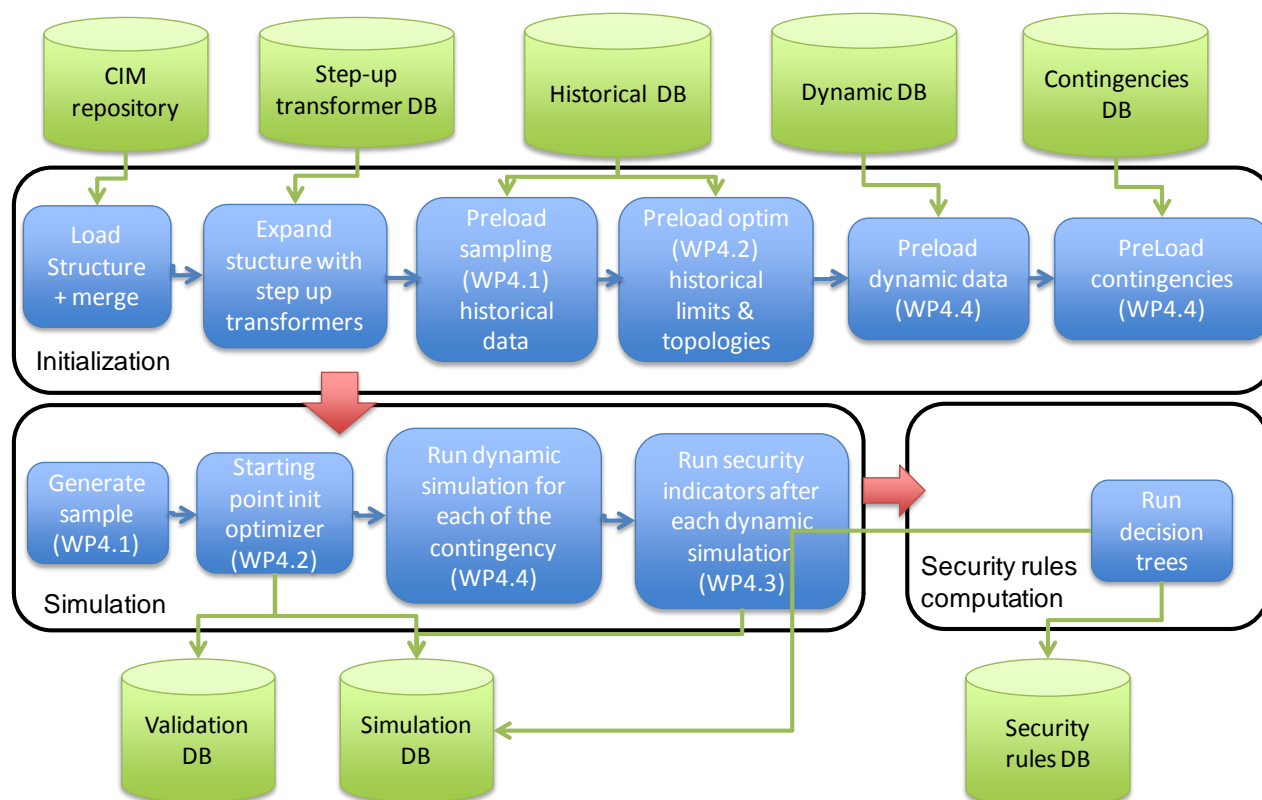 CIM
repository
Step-up
transformer DB
Historical DB
Dynamic DB
Contingencies
DB
Load
Structure
+ merge
Expand
stucture with
step up
transformers
Preload
sampling
(WP4.1)
historical
data
Preload optim
(WP4.2)
historical
limits &
topologies
Preload
dynamic data
(WP4.4)
PreLoad
contingencies
(WP4.4)
Initialization
Generate
sample
(WP4.1)
Starting
point init
optimizer
(WP4.2)
Run dynamic
simulation for
each of the
contingency
(WP4.4)
Run security
indicators after
each dynamic
simulation
(WP4.3)
Run
decision
trees
Simulation
Security rules
computation
Validation
DB
Simulation
DB
Security
rules DB